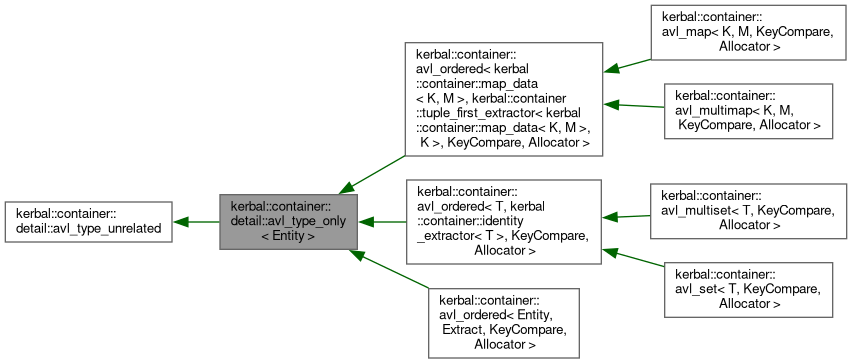 kerbal::container::
detail::avl_type_unrelated
kerbal::container::
detail::avl_type_only
< Entity >
kerbal::container::
avl_ordered< kerbal
::container::map_data
< K, M >, kerbal::container
::tuple_first_extractor< kerbal
::container::map_data< K, M >,
K >, KeyCompare, Allocator >
kerbal::container::
avl_ordered< T, kerbal
::container::identity
_extractor< T >, KeyCompare,
Allocator >
kerbal::container::
avl_ordered< Entity,
Extract, KeyCompare,
Allocator >
kerbal::container::
avl_map< K, M, KeyCompare,
Allocator >
kerbal::container::
avl_multimap< K, M,
KeyCompare, Allocator >
kerbal::container::
avl_multiset< T, KeyCompare,
Allocator >
kerbal::container::
avl_set< T, KeyCompare,
Allocator >